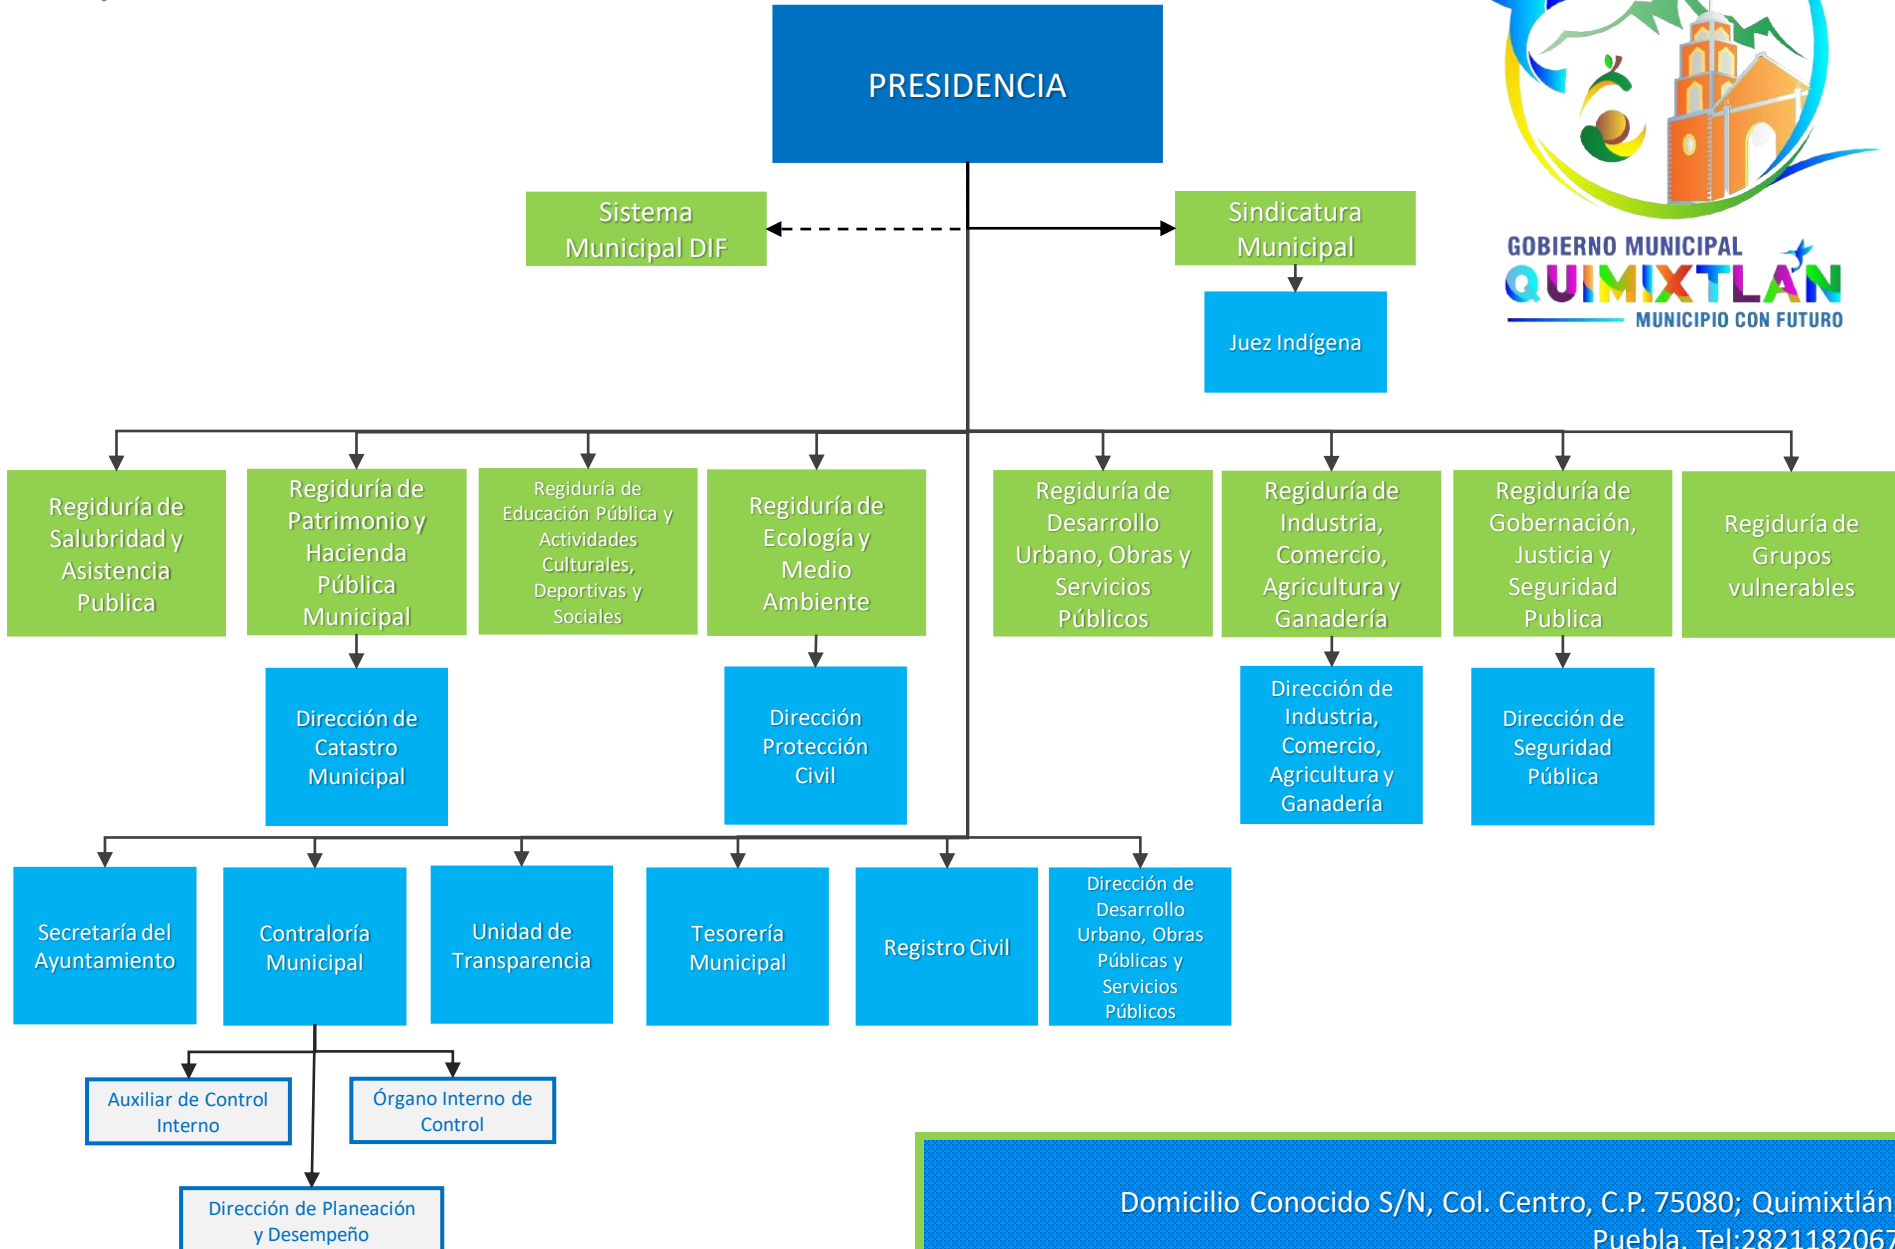 PRESIDENCIA
Sistema
Municipal DIF
Sindicatura
Municipal
GOBIERNO MUNICIPAL
QUIMIXTLÁN
MUNICIPIO CON FUTURO
Juez Indígena
Regiduría de
Salubridad y
Asistencia
Publica
Regiduría de
Patrimonio y
Hacienda
Pública
Municipal
Regiduría de
Educación Pública y
Actividades
Culturales,
Deportivas y
Sociales
Regiduría de
Ecología y
Medio
Ambiente
Regiduría de
Desarrollo
Urbano, Obras y
Servicios
Públicos
Regiduría de
Industria,
Comercio,
Agricultura y
Ganadería
Regiduría de
Gobernación,
Justicia y
Seguridad
Publica
Regiduría de
Grupos
vulnerables
Dirección de
Catastro
Municipal
Dirección
Protección
Civil
Dirección de
Industria,
Comercio,
Agricultura y
Ganadería
Dirección de
Seguridad
Pública
Secretaría del
Ayuntamiento
Contraloría
Municipal
Unidad de
Transparencia
Tesorería
Municipal
Registro Civil
Dirección de
Desarrollo
Urbano, Obras
Públicas y
Servicios
Públicos
Auxiliar de Control
Interno
Órgano Interno de
Control
Dirección de Planeación
y Desempeño
Domicilio Conocido S/N, Col. Centro, C.P. 75080; Quimixtlán
Puebla. Tel:2821182067